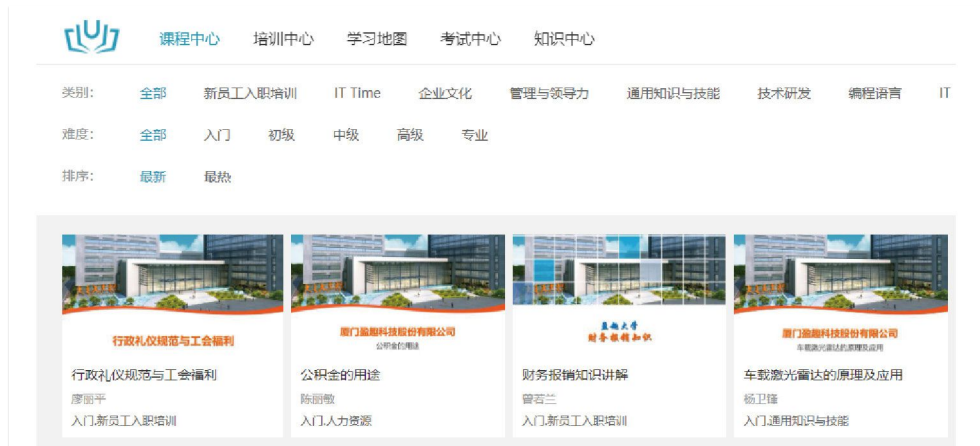 课程中心 培训中心 学习地图 考试中心 知识中心
类别: 全部 新员工入职培训 IT Time 企业文化 管理与领导力 通用知识与技能 技术研发 编程语言 IT
难度: 全部 入门 初级 中级 高级 专业
排序: 最新 最热
行政礼仪规范与工会福利
行政礼仪规范与工会福利
廖丽平
入门,新员工入职培训
厦门盈趣科技股份有限公司
公积金的用途
公积金的用途
陈丽敏
入门,人力资源
盈趣大学
财务报销知识
财务报销知识讲解
曾若兰
入门,新员工入职培训
厦门盈趣科技股份有限公司
车载激光雷达的原理及应用
车载激光雷达的原理及应用
杨卫锋
入门,通用知识与技能